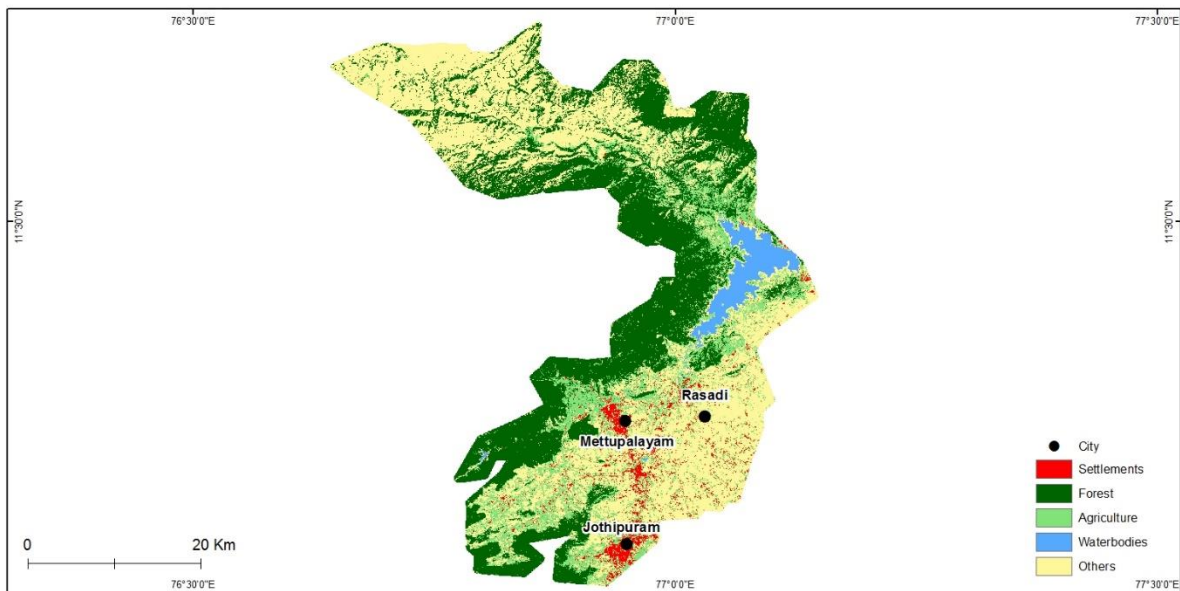 76°30'0"E
77°0'0"E
77°30'0"E
11°30'0"N
11°30'0"N
Rasadi
Mettupalayam
Jothipuram
City
Settlements
Forest
Agriculture
Waterbodies
Others
0
20 Km
76°30'0"E
77°0'0"E
77°30'0"E